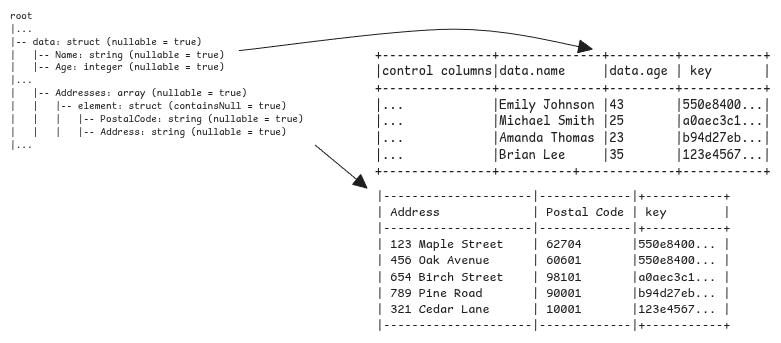 root
|...
|-- data: struct (nullable = true)
|   |-- Name: string (nullable = true)
|   |-- Age: integer (nullable = true)
|...
|   |-- Addresses: array (nullable = true)
|   |   |-- element: struct (containsNull = true)
|   |   |   |-- PostalCode: string (nullable = true)
|   |   |   |-- Address: string (nullable = true)
|...
+---------------+--------------+---------+-----------+
|control columns|data.name     |data.age | key       |
+---------------+--------------+---------+-----------+
|...            |Emily Johnson |43       |550e8400...|
|...            |Michael Smith |25       |a0aec3c1...|
|...            |Amanda Thomas |23       |b94d27eb...|
|...            |Brian Lee     |35       |123e4567...|
+---------------+----------+--------------+-----------+
|--------------------|-------------|+-----------+
| Address            | Postal Code | key        |
|--------------------|-------------|+-----------+
| 123 Maple Street   | 62704       |550e8400... |
| 456 Oak Avenue     | 60601       |550e8400... |
| 654 Birch Street   | 98101       |a0aec3c1... |
| 789 Pine Road      | 90001       |b94d27eb... |
| 321 Cedar Lane     | 10001       |123e4567... |
|--------------------|-------------|+-----------+